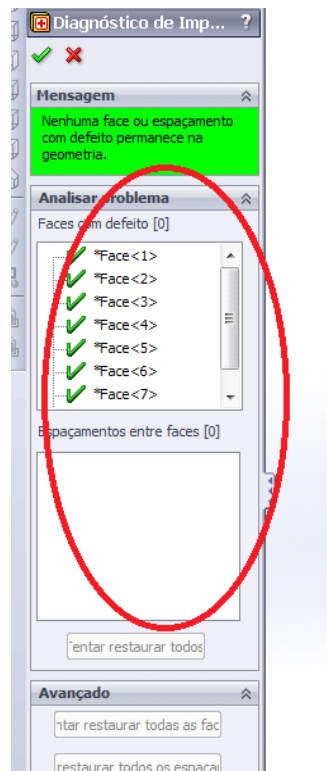 Diagnóstico de Imp... ?
Mensagem
Nenhuma face ou espaçamento
com defeito permanece na
geometria.
Analisar problema
Faces com defeito [0]
*Face<1>
*Face<2>
*Face<3>
*Face<4>
*Face<5>
*Face<6>
*Face<7>
Espaçamentos entre faces [0]
entar restaurar todos
Avançado
ntar restaurar todas as fac
restaurar todos os espaça